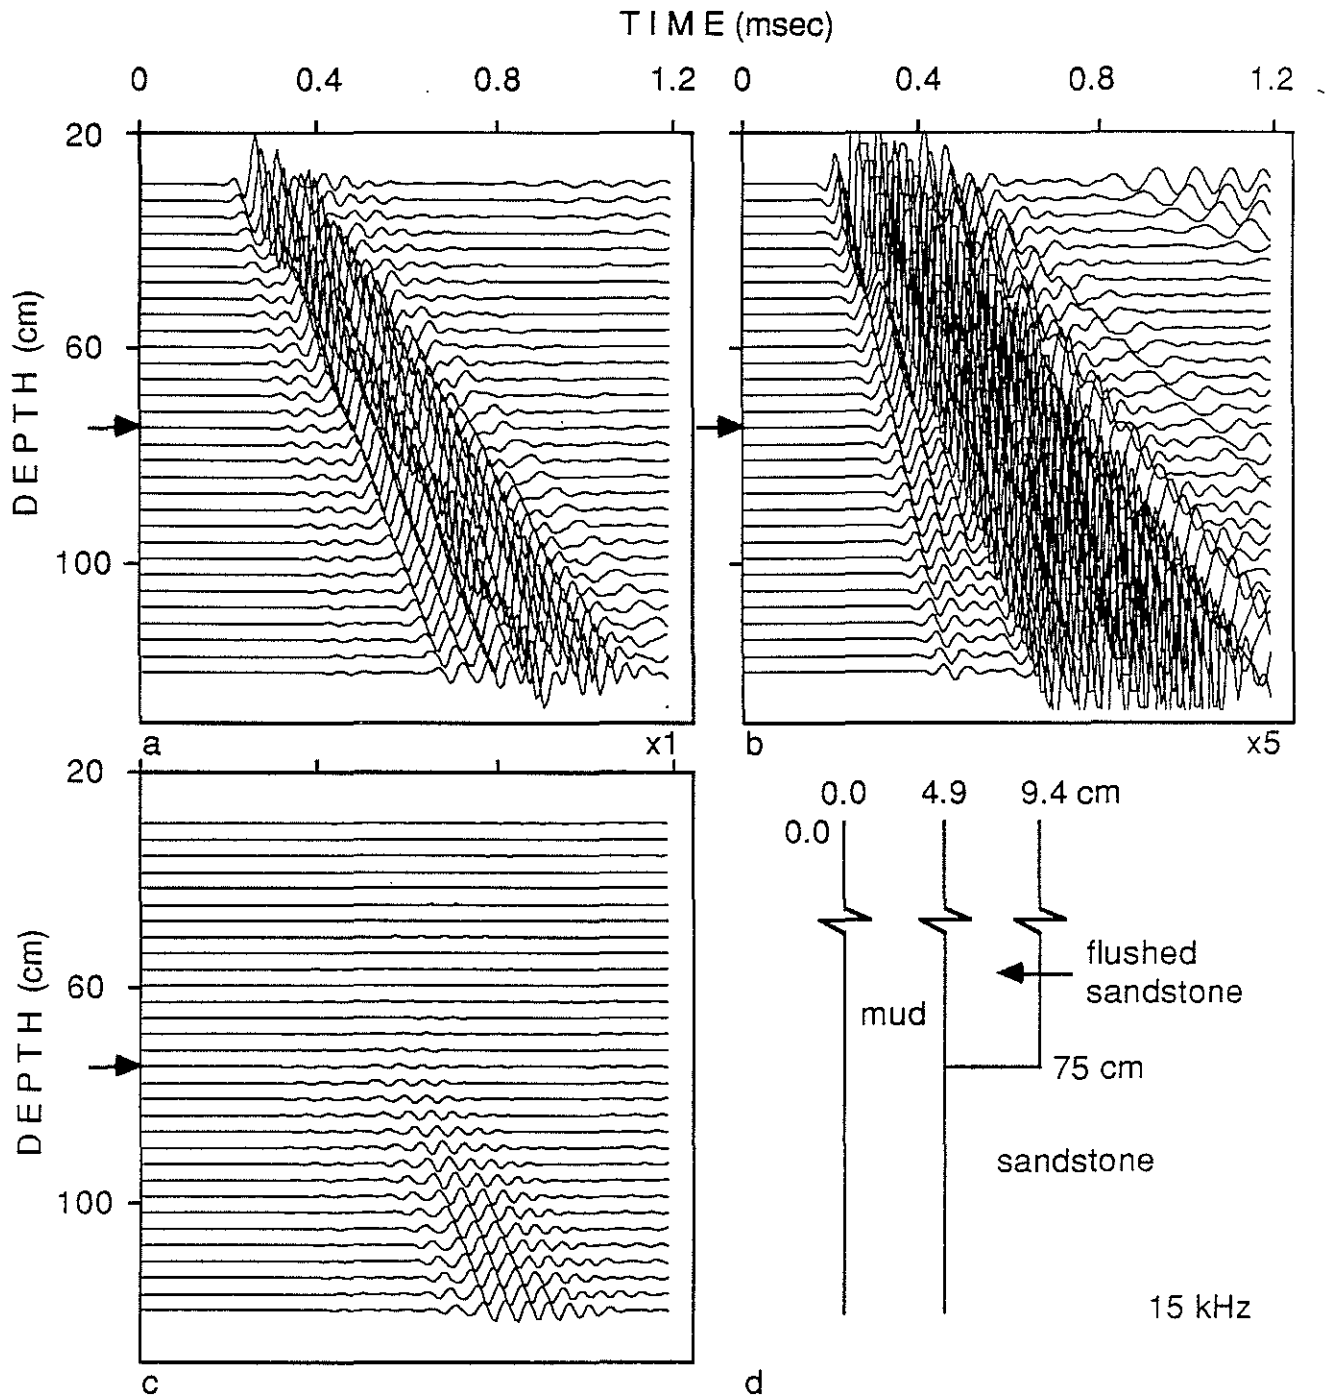 TIME (msec)
0 0.4 0.8 1.2 0 0.4 0.8 1.2
20
60
100
DEPTH (cm)
a x1 b x5
20
60
100
DEPTH (cm)
c
0.0 4.9 9.4 cm
0.0
flushed
sandstone
mud
75 cm
sandstone
15 kHz
d